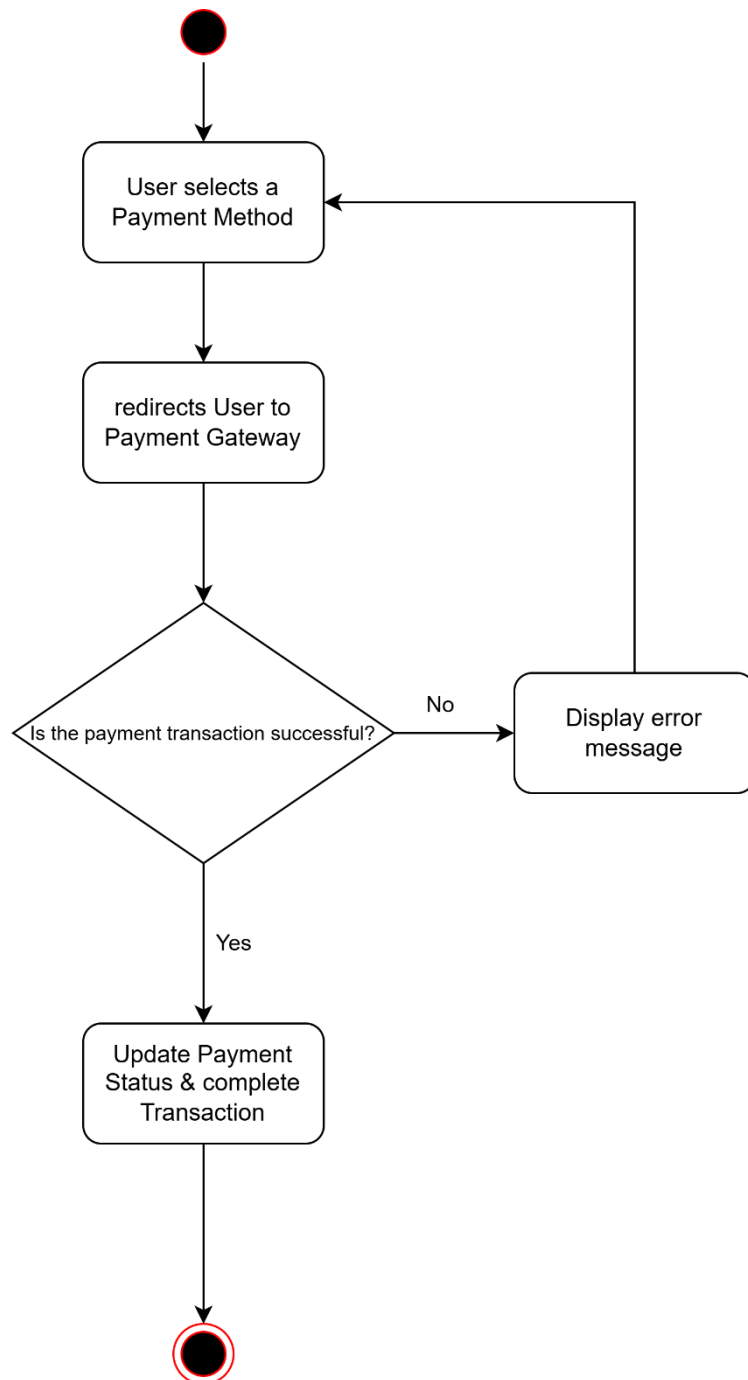 User selects a
Payment Method
redirects User to
Payment Gateway
Is the payment transaction successful?
No
Display error
message
Yes
Update Payment
Status & complete
Transaction